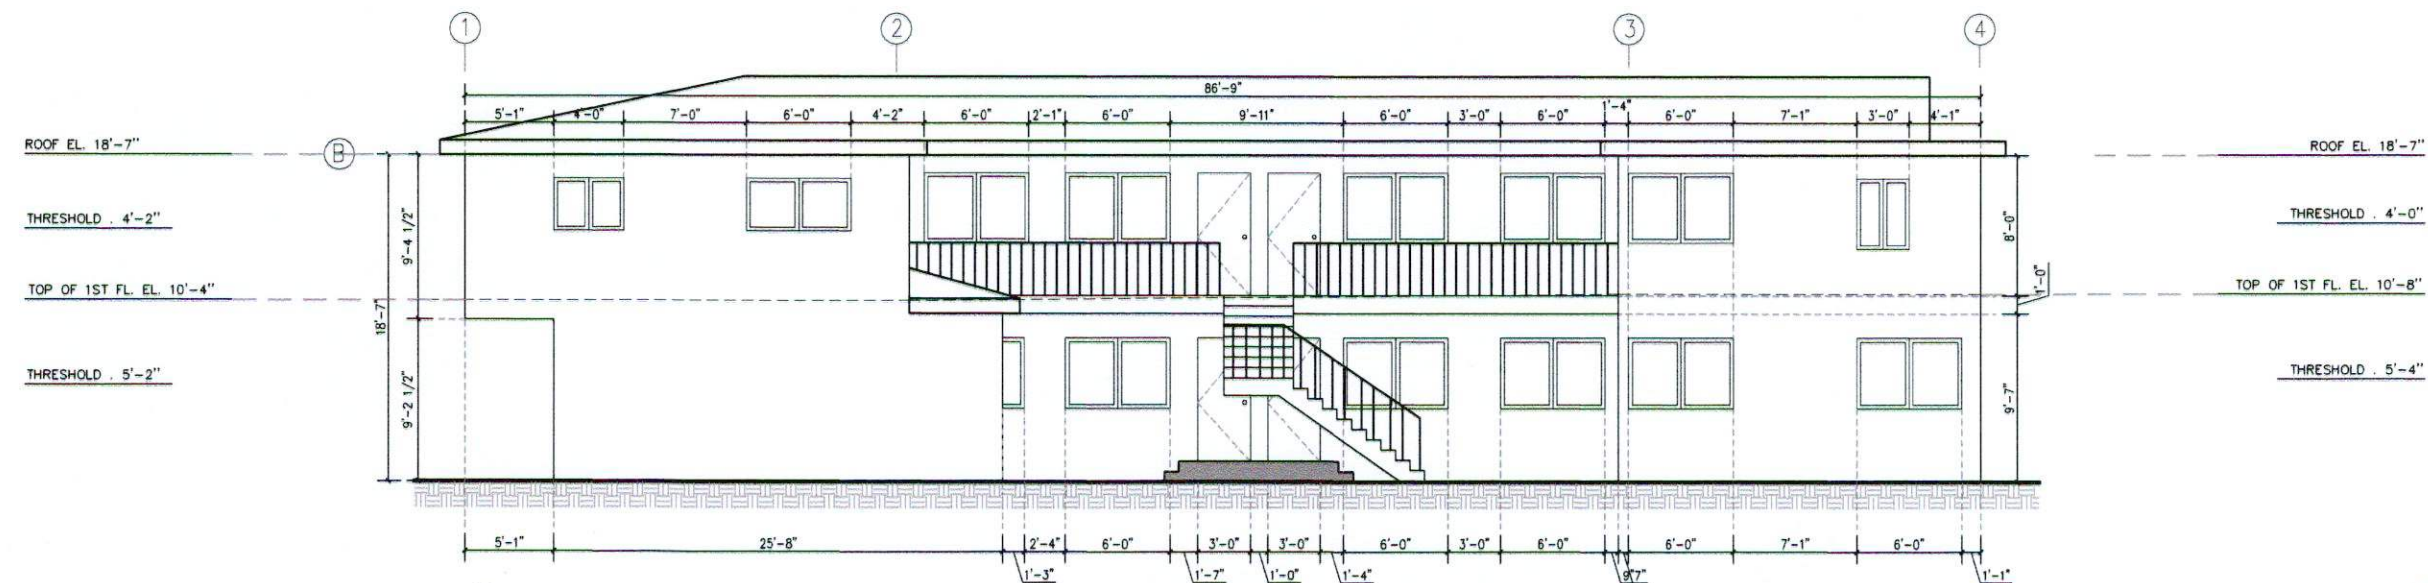 1 2 3 4
86'-9"
1'-4"
5'-1" 4'-0" 7'-0" 6'-0" 4'-2" 6'-0" 2'-1" 6'-0" 9'-11" 6'-0" 3'-0" 6'-0" 6'-0" 7'-1" 3'-0" 4'-1"
ROOF EL. 18'-7" B ROOF EL. 18'-7"
THRESHOLD . 4'-2" THRESHOLD . 4'-0"
9'-4 1/2" 8'-0"
TOP OF 1ST FL. EL. 10'-4" 1'-0" TOP OF 1ST FL. EL. 10'-8"
18'-7"
THRESHOLD . 5'-2" THRESHOLD . 5'-4"
9'-2 1/2" 9'-7"
5'-1" 25'-8" 2'-4" 6'-0" 3'-0" 3'-0" 6'-0" 3'-0" 6'-0" 6'-0" 7'-1" 6'-0"
1'-3" 1'-7" 1'-0" 1'-4" 9"7" 1'-1"